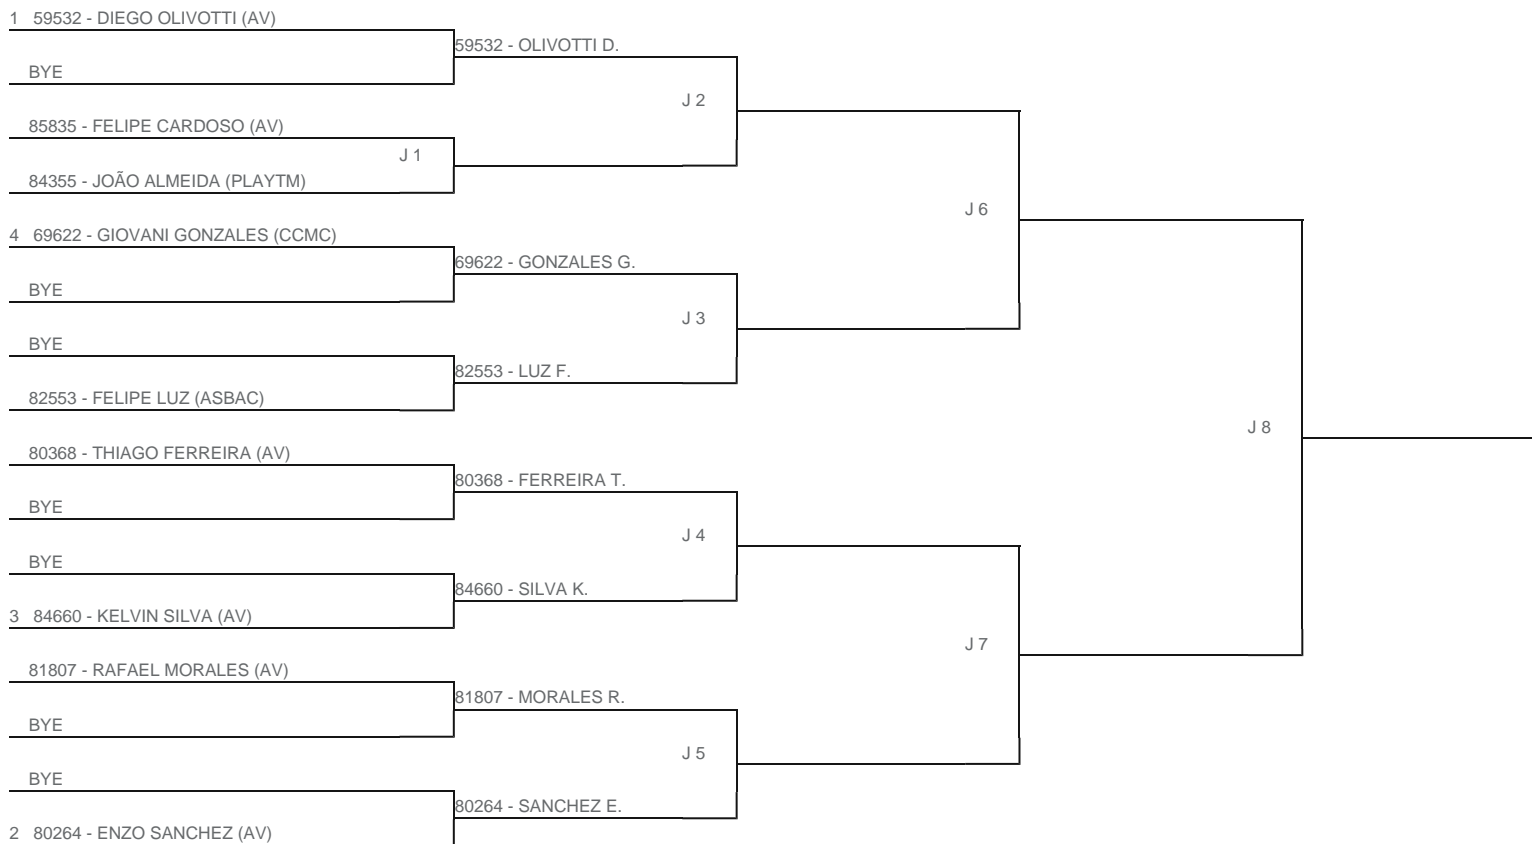 1 59532 - DIEGO OLIVOTTI (AV)
59532 - OLIVOTTI D.
BYE
J 2
85835 - FELIPE CARDOSO (AV)
J 1
84355 - JOÃO ALMEIDA (PLAYTM)
J 6
4 69622 - GIOVANI GONZALES (CCMC)
69622 - GONZALES G.
BYE
J 3
BYE
82553 - LUZ F.
82553 - FELIPE LUZ (ASBAC)
J 8
80368 - THIAGO FERREIRA (AV)
80368 - FERREIRA T.
BYE
J 4
BYE
84660 - SILVA K.
3 84660 - KELVIN SILVA (AV)
J 7
81807 - RAFAEL MORALES (AV)
81807 - MORALES R.
BYE
J 5
BYE
80264 - SANCHEZ E.
2 80264 - ENZO SANCHEZ (AV)